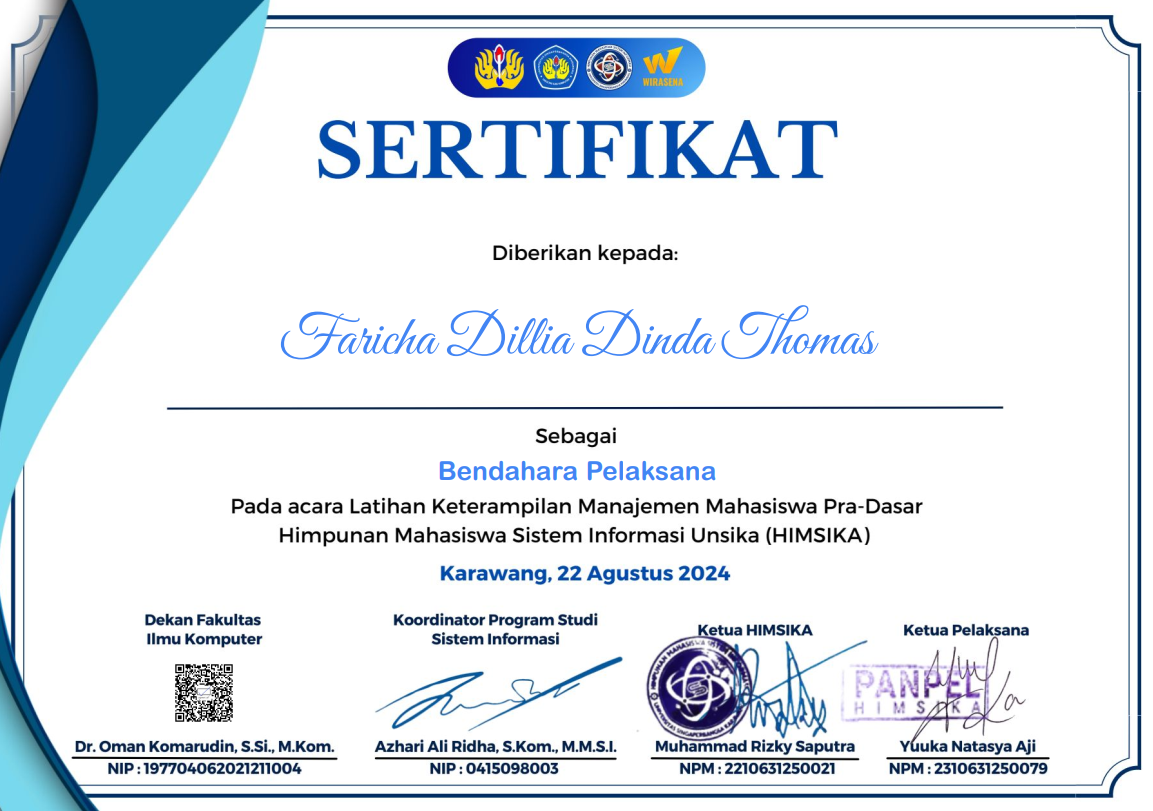 WIRASENA
SERTIFIKAT
Diberikan kepada:
Faricha Dillia Dinda Thomas
Sebagai
Bendahara Pelaksana
Pada acara Latihan Keterampilan Manajemen Mahasiswa Pra-Dasar
Himpunan Mahasiswa Sistem Informasi Unsika (HIMSIKA)
Karawang, 22 Agustus 2024
Dekan Fakultas
Ilmu Komputer
Dr. Oman Komarudin, S.Si., M.Kom.
NIP : 197704062021211004
Koordinator Program Studi
Sistem Informasi
Azhari Ali Ridha, S.Kom., M.M.S.I.
NIP : 0415098003
Ketua HIMSIKA
Muhammad Rizky Saputra
NPM : 2210631250021
Ketua Pelaksana
PANPEL
HIMSIKA
Yuuka Natasya Aji
NPM : 2310631250079